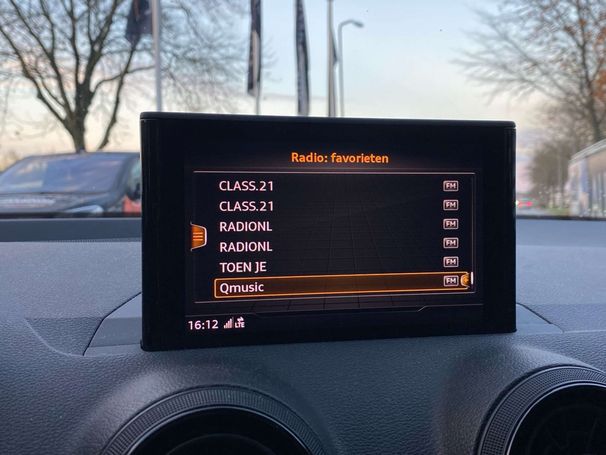 Radio: favorieten
CLASS.21 FM
CLASS.21 FM
RADIONL FM
RADIONL FM
TOEN JE FM
Qmusic FM
16:12 LTE